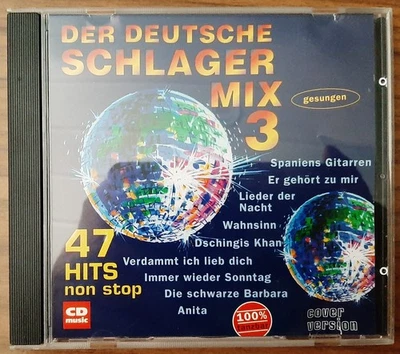 DER DEUTSCHE
SCHLAGER
MIX
3
gesungen
Spaniens Gitarren
Er gehört zu mir
Lieder der
Nacht
Wahnsinn
Dschingis Khan
Verdammt ich lieb dich
Immer wieder Sonntag
Die schwarze Barbara
Anita
47
HITS
non stop
CD
music
100%
tanzbar
cover
version